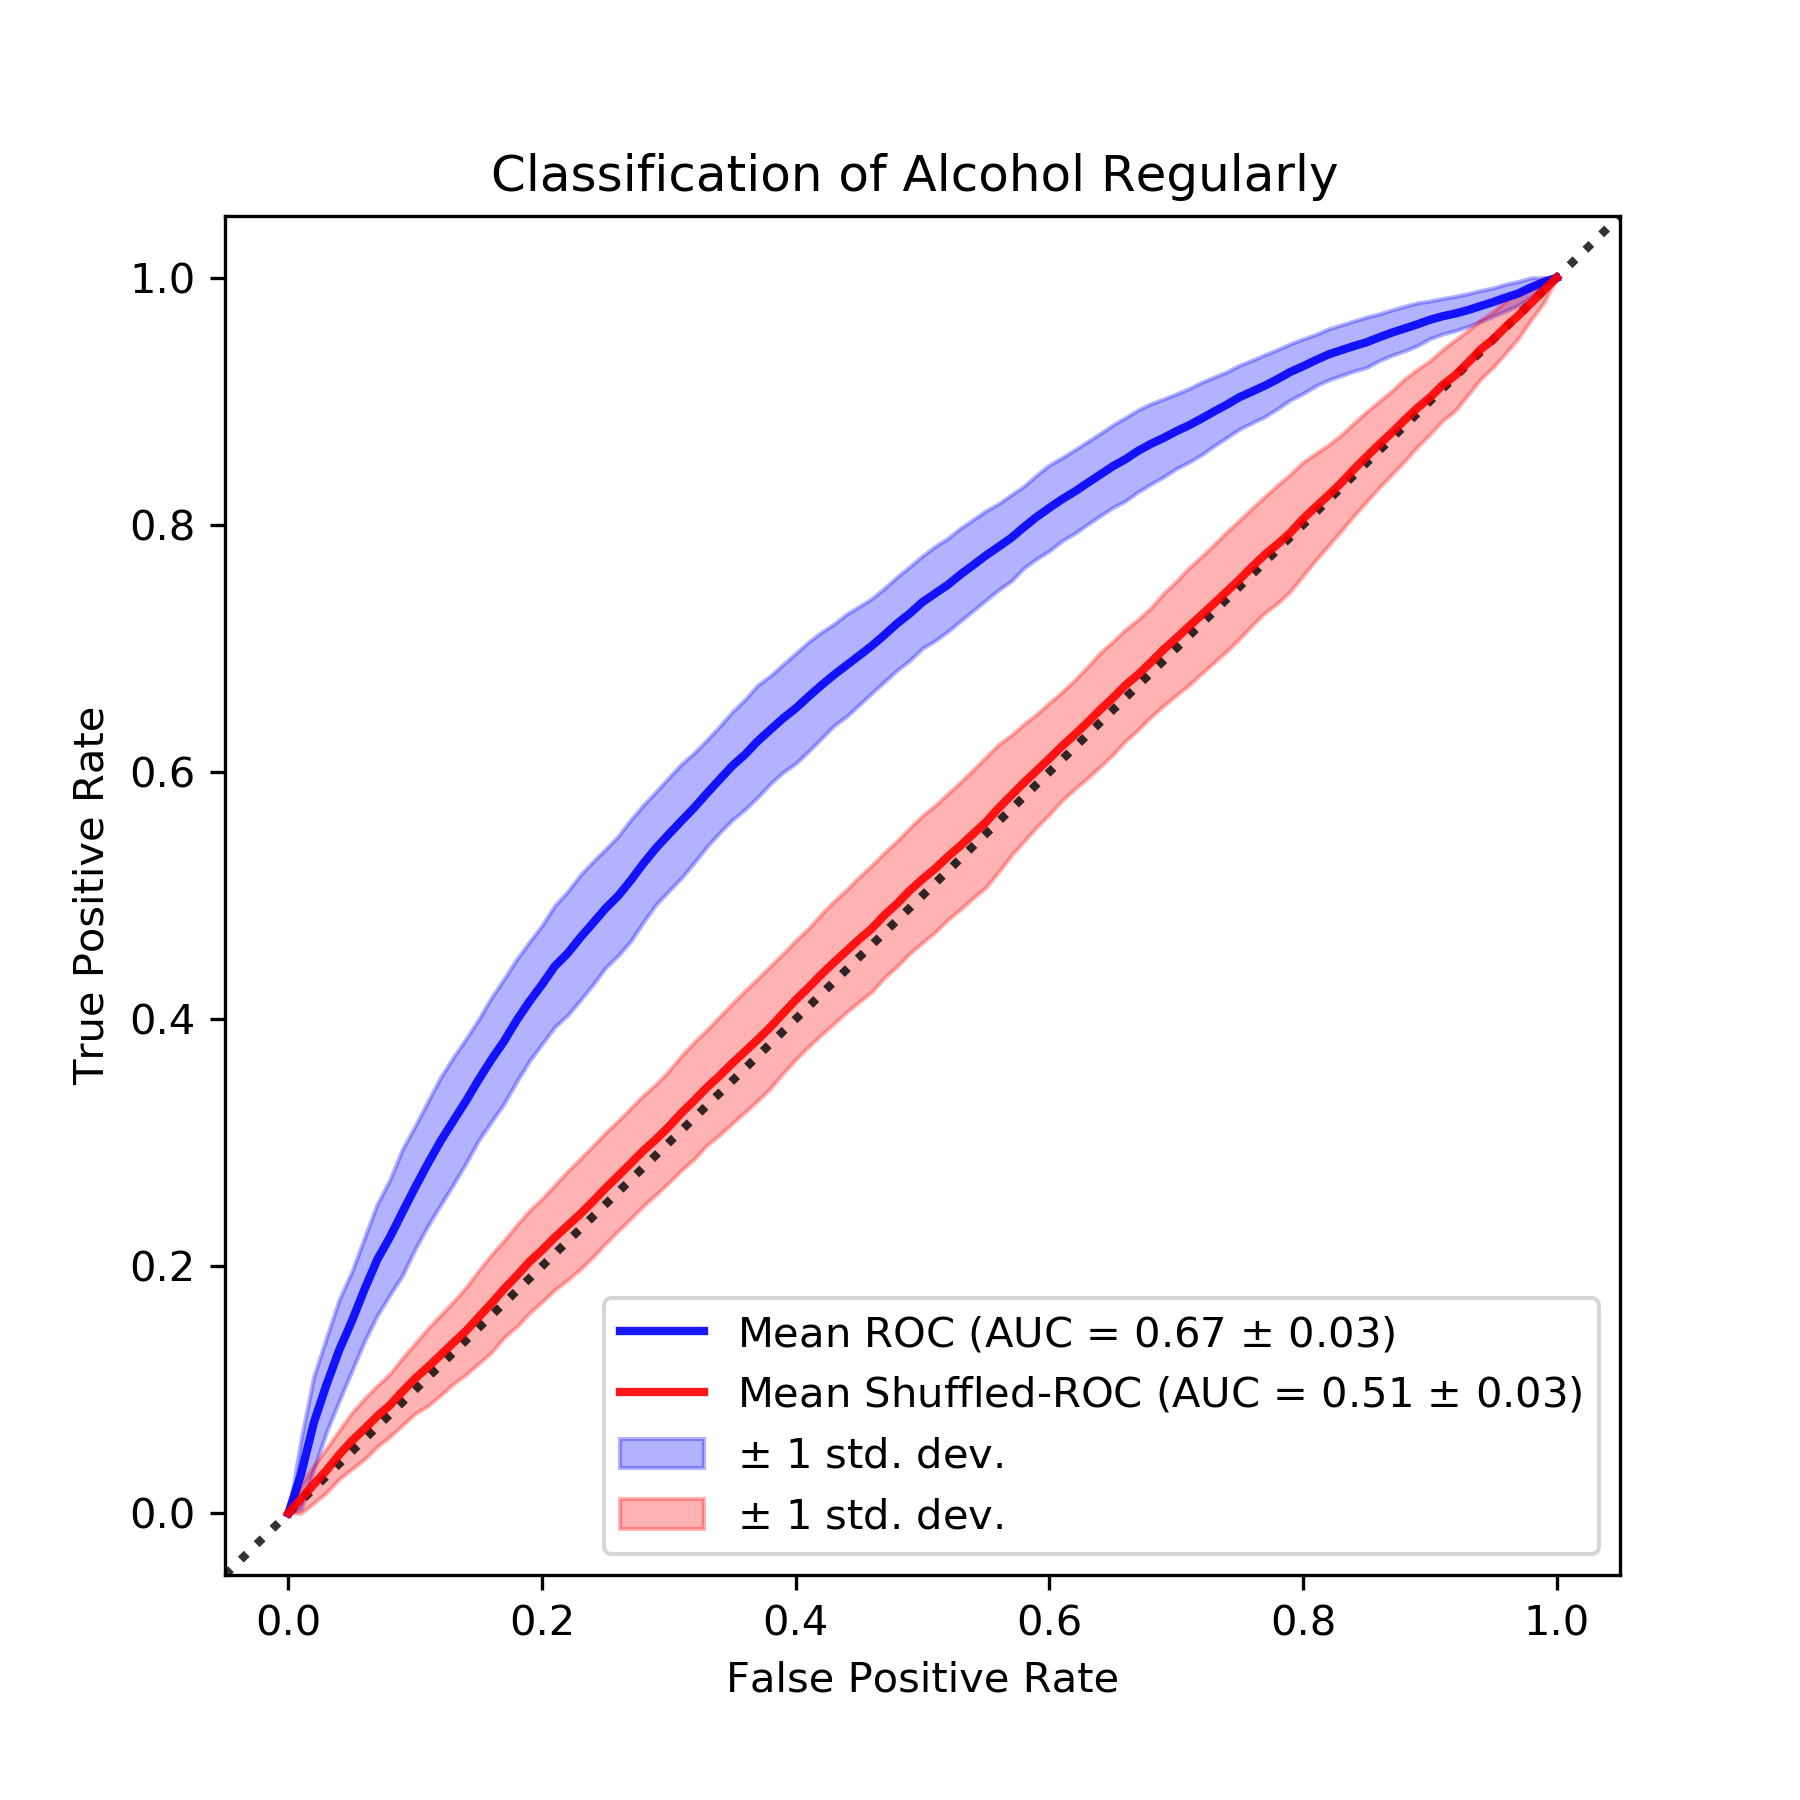 Classification of Alcohol Regularly
1.0
0.8
0.6
0.4
0.2
0.0
True Positive Rate
Mean ROC (AUC = 0.67 ± 0.03)
Mean Shuffled-ROC (AUC = 0.51 ± 0.03)
± 1 std. dev.
± 1 std. dev.
0.0 0.2 0.4 0.6 0.8 1.0
False Positive Rate